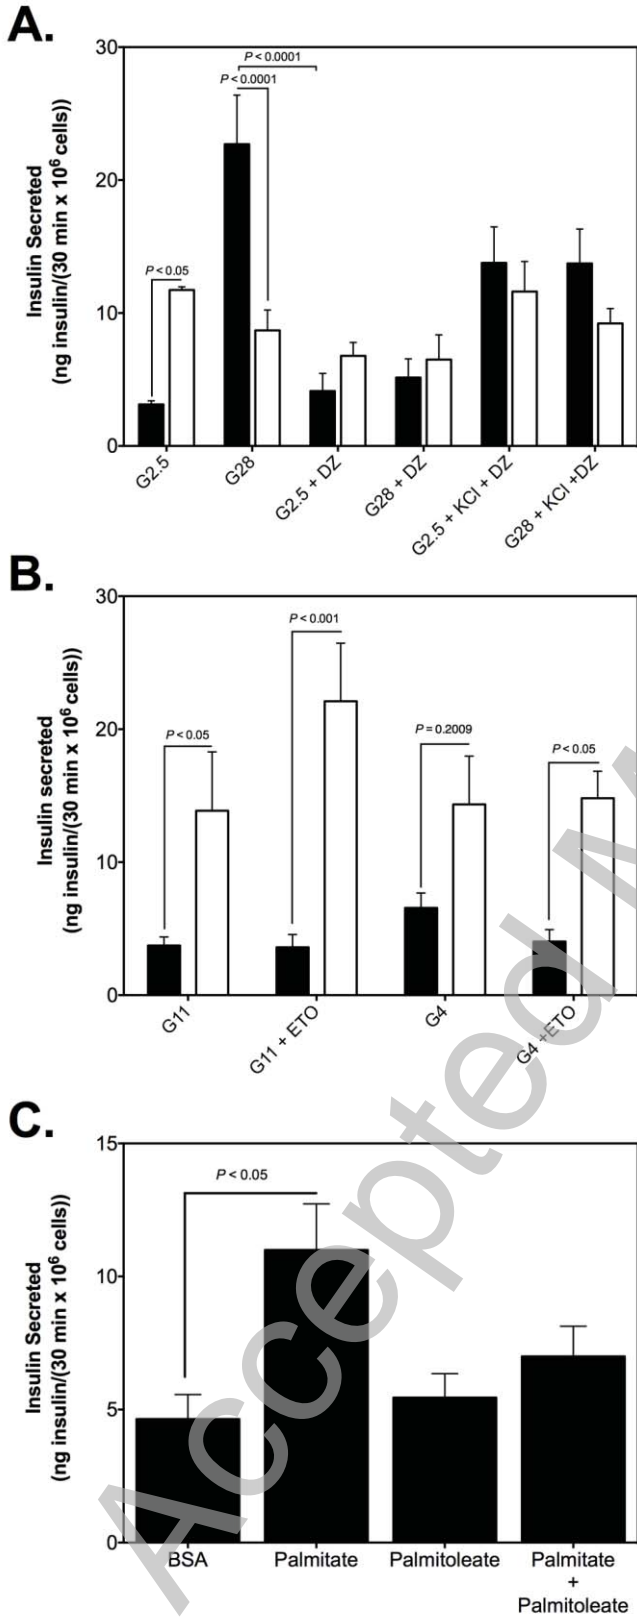 A.
Insulin Secreted
(ng insulin/(30 min x 10⁶ cells))
30
20
10
0
P < 0.0001
P < 0.0001
P < 0.05
G2.5
G28
G2.5 + DZ
G28 + DZ
G2.5 + KCl + DZ
G28 + KCl +DZ
B.
Insulin secreted
(ng insulin/(30 min x 10⁶ cells))
30
20
10
0
P < 0.05
P < 0.001
P = 0.2009
P < 0.05
G11
G11 + ETO
G4
G4 +ETO
C.
Insulin Secreted
(ng insulin/(30 min x 10⁶ cells))
15
10
5
0
P < 0.05
BSA
Palmitate
Palmitoleate
Palmitate
+
Palmitoleate
Accepted M